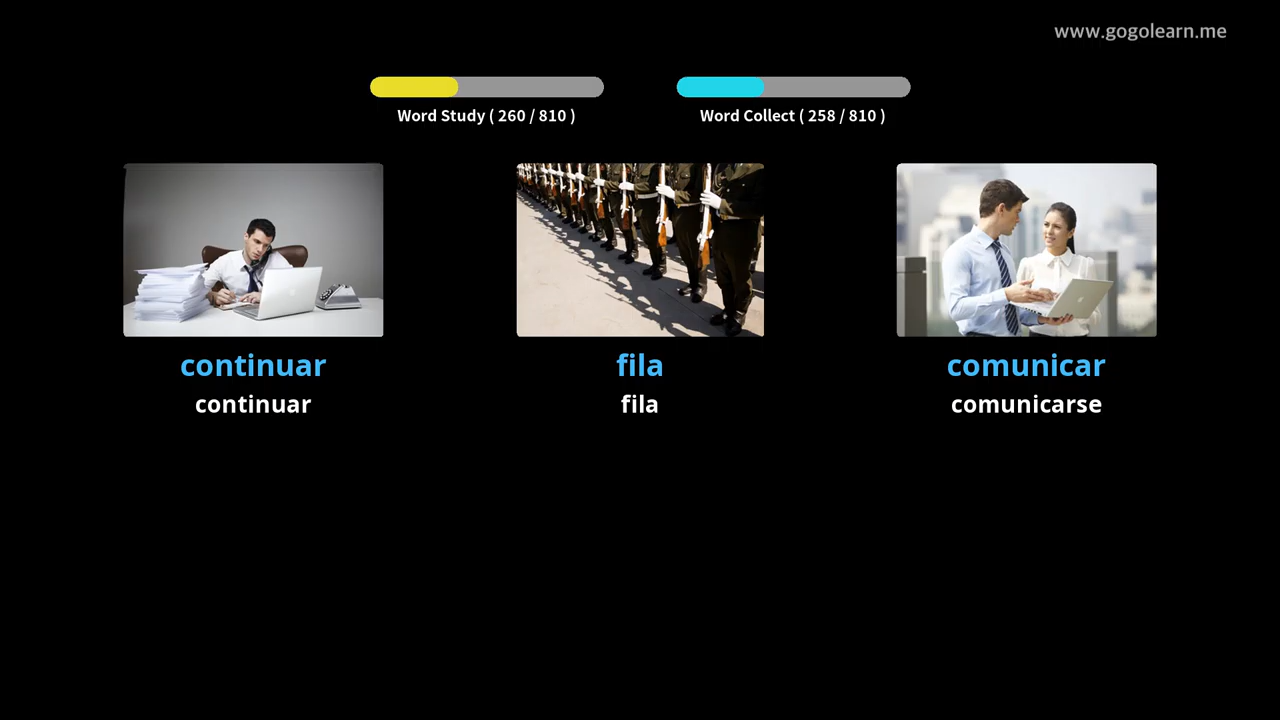 www.gogolearn.me
Word Study ( 260 / 810 )
Word Collect ( 258 / 810 )
continuar
continuar
fila
fila
comunicar
comunicarse